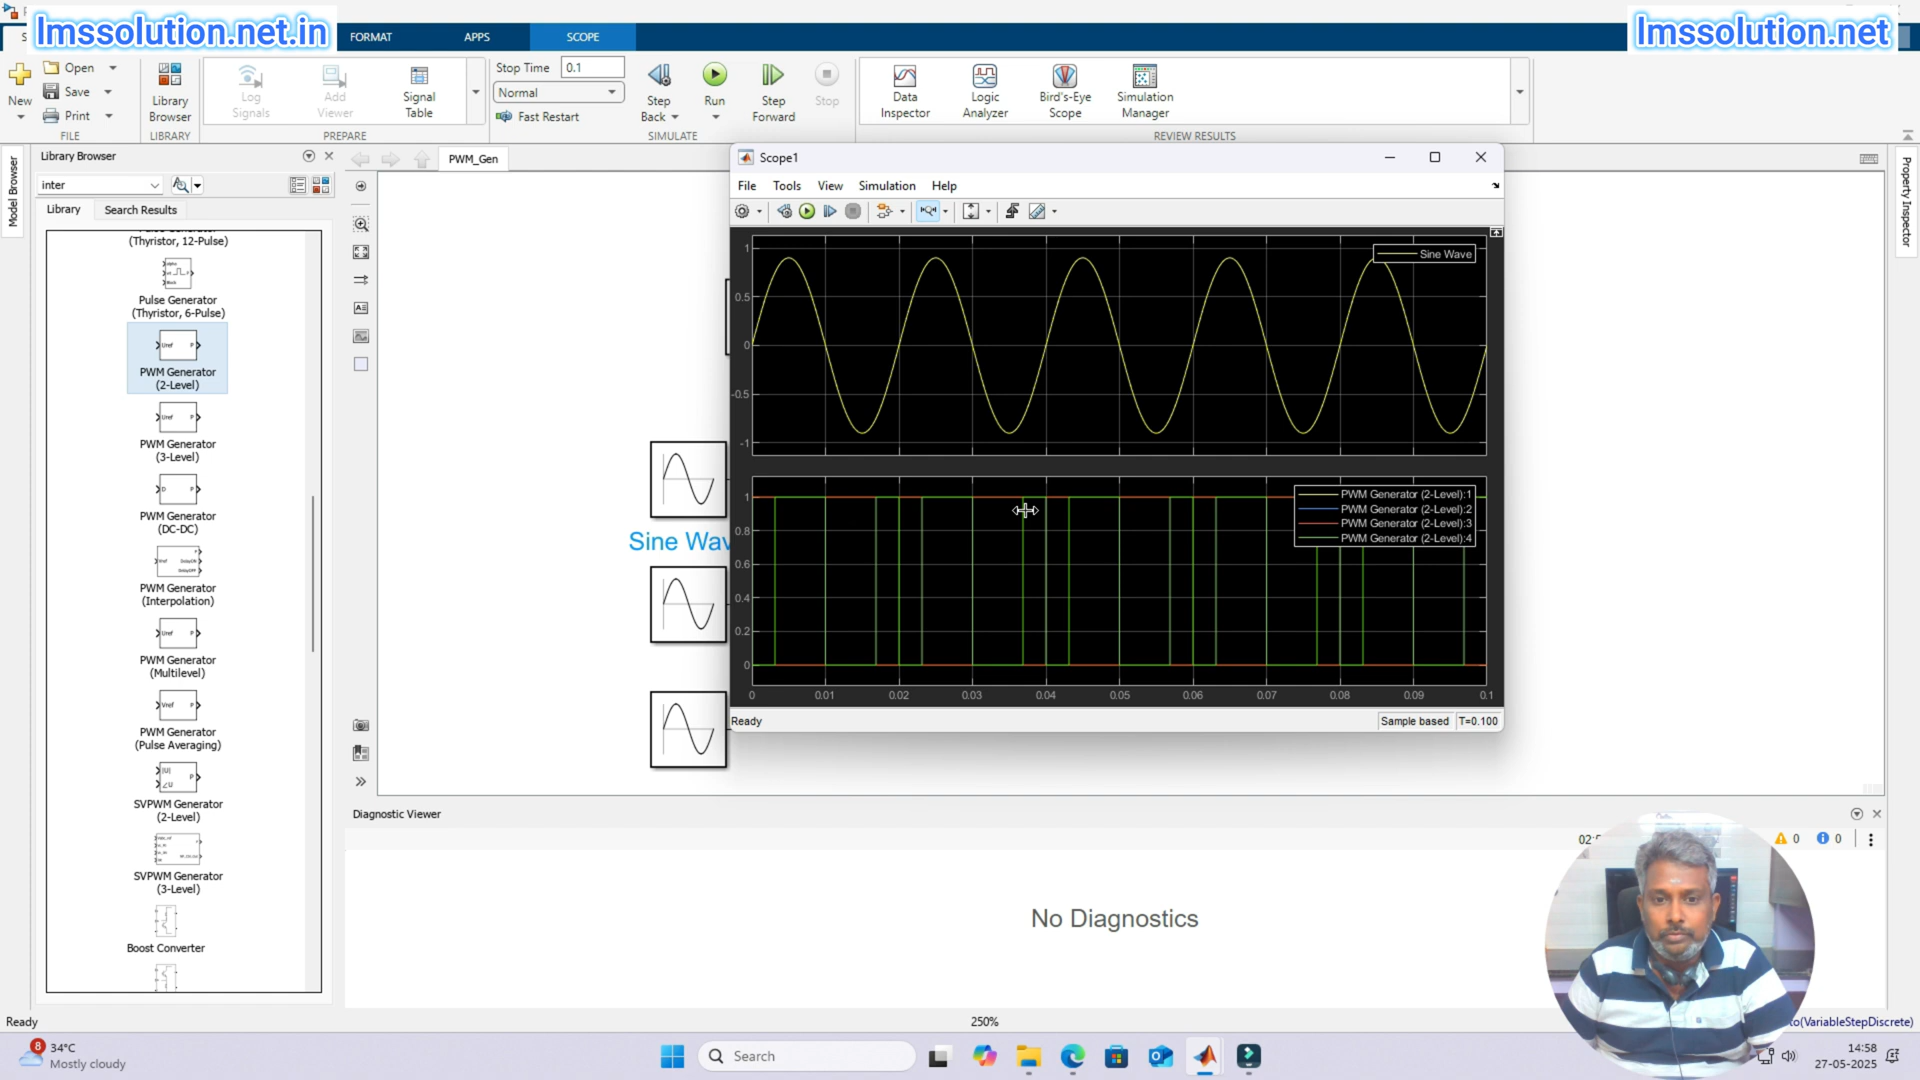 lmssolution.net.in
lmssolution.net
FORMAT
APPS
SCOPE
New
Open
Save
Print
FILE
Library
Browser
LIBRARY
Log
Signals
Add
Viewer
Signal
Table
PREPARE
Stop Time 0.1
Normal
Fast Restart
Step
Back
Run
Step
Forward
Stop
SIMULATE
Data
Inspector
Logic
Analyzer
Bird's-Eye
Scope
Simulation
Manager
REVIEW RESULTS
Model Browser
Library Browser
inter
Library
Search Results
(Thyristor, 12-Pulse)
Pulse Generator
(Thyristor, 6-Pulse)
PWM Generator
(2-Level)
PWM Generator
(3-Level)
PWM Generator
(DC-DC)
PWM Generator
(Interpolation)
PWM Generator
(Multilevel)
PWM Generator
(Pulse Averaging)
SVPWM Generator
(2-Level)
SVPWM Generator
(3-Level)
Boost Converter
PWM_Gen
Sine Wav
Scope1
File Tools View Simulation Help
Sine Wave
1
0.5
0
-0.5
-1
PWM Generator (2-Level):1
PWM Generator (2-Level):2
PWM Generator (2-Level):3
PWM Generator (2-Level):4
1
0.8
0.6
0.4
0.2
0
0 0.01 0.02 0.03 0.04 0.05 0.06 0.07 0.08 0.09 0.1
Ready
Sample based
T=0.100
Property Inspector
Diagnostic Viewer
0
0
No Diagnostics
Ready
250%
(VariableStepDiscrete)
8
34°C
Mostly cloudy
Search
14:58
27-05-2025